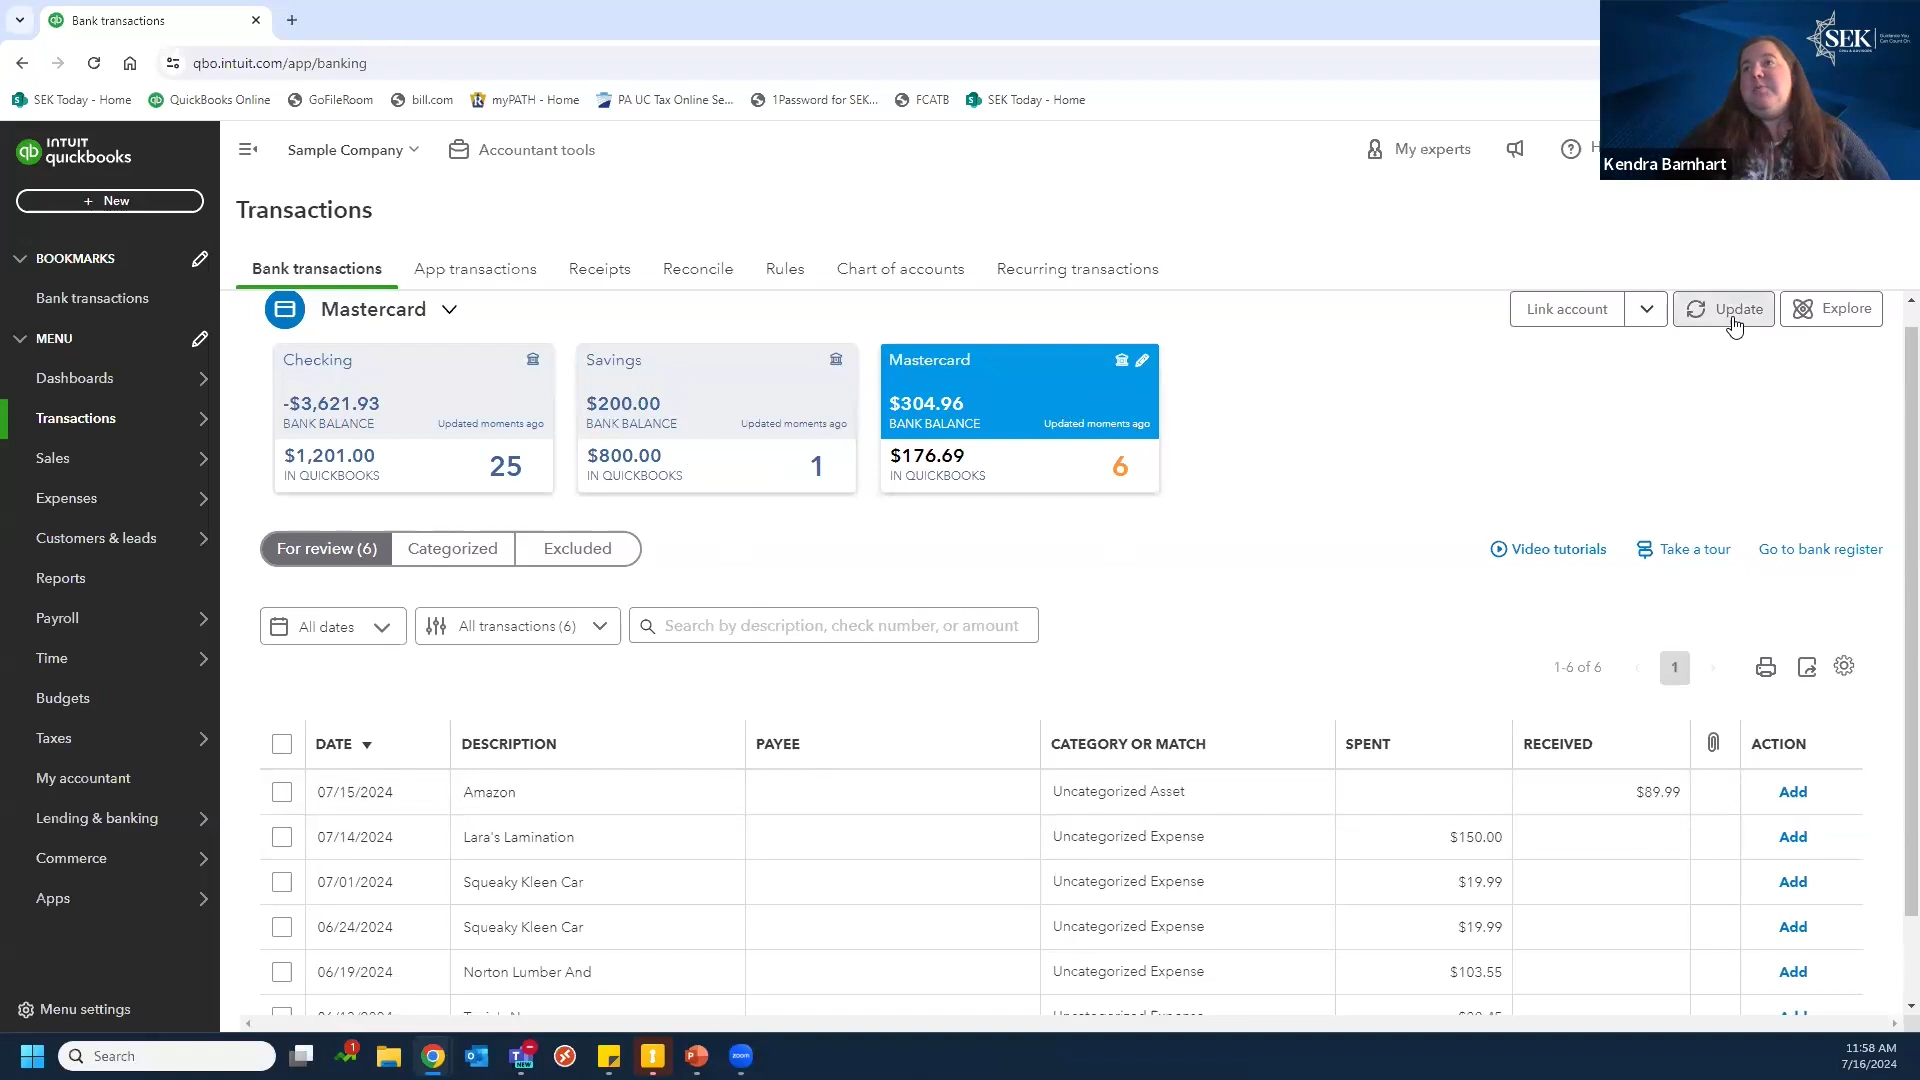 Bank transactions
qbo.intuit.com/app/banking
SEK Today - Home
QuickBooks Online
GoFileRoom
bill.com
myPATH - Home
PA UC Tax Online Se...
1Password for SEK...
FCATB
SEK Today - Home
SEK
Kendra Barnhart
INTUIT
quickbooks
Sample Company
Accountant tools
My experts
H
+ New
Transactions
BOOKMARKS
Bank transactions
MENU
Dashboards
Transactions
Sales
Expenses
Customers & leads
Reports
Payroll
Time
Budgets
Taxes
My accountant
Lending & banking
Commerce
Apps
Menu settings
Bank transactions
App transactions
Receipts
Reconcile
Rules
Chart of accounts
Recurring transactions
Mastercard
Link account
Update
Explore
Checking
-$3,621.93
BANK BALANCE
Updated moments ago
$1,201.00
IN QUICKBOOKS
25
Savings
$200.00
BANK BALANCE
Updated moments ago
$800.00
IN QUICKBOOKS
1
Mastercard
$304.96
BANK BALANCE
Updated moments ago
$176.69
IN QUICKBOOKS
6
For review (6)
Categorized
Excluded
Video tutorials
Take a tour
Go to bank register
All dates
All transactions (6)
Search by description, check number, or amount
1-6 of 6
1
DATE DESCRIPTION PAYEE CATEGORY OR MATCH SPENT RECEIVED ACTION
07/15/2024 Amazon Uncategorized Asset $89.99 Add
07/14/2024 Lara's Lamination Uncategorized Expense $150.00 Add
07/01/2024 Squeaky Kleen Car Uncategorized Expense $19.99 Add
06/24/2024 Squeaky Kleen Car Uncategorized Expense $19.99 Add
06/19/2024 Norton Lumber And Uncategorized Expense $103.55 Add
Search
1
NEW
zoom
11:58 AM
7/16/2024